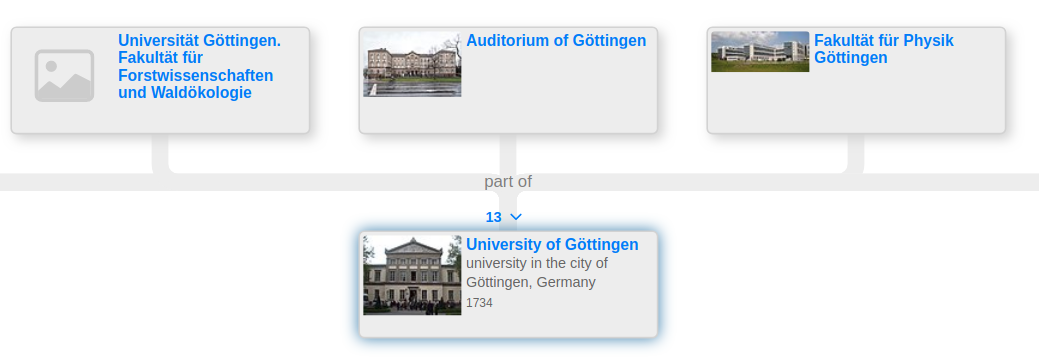 Universität Göttingen.
Fakultät für
Forstwissenschaften
und Waldökologie
Auditorium of Göttingen
Fakultät für Physik
Göttingen
part of
13
University of Göttingen
university in the city of
Göttingen, Germany
1734